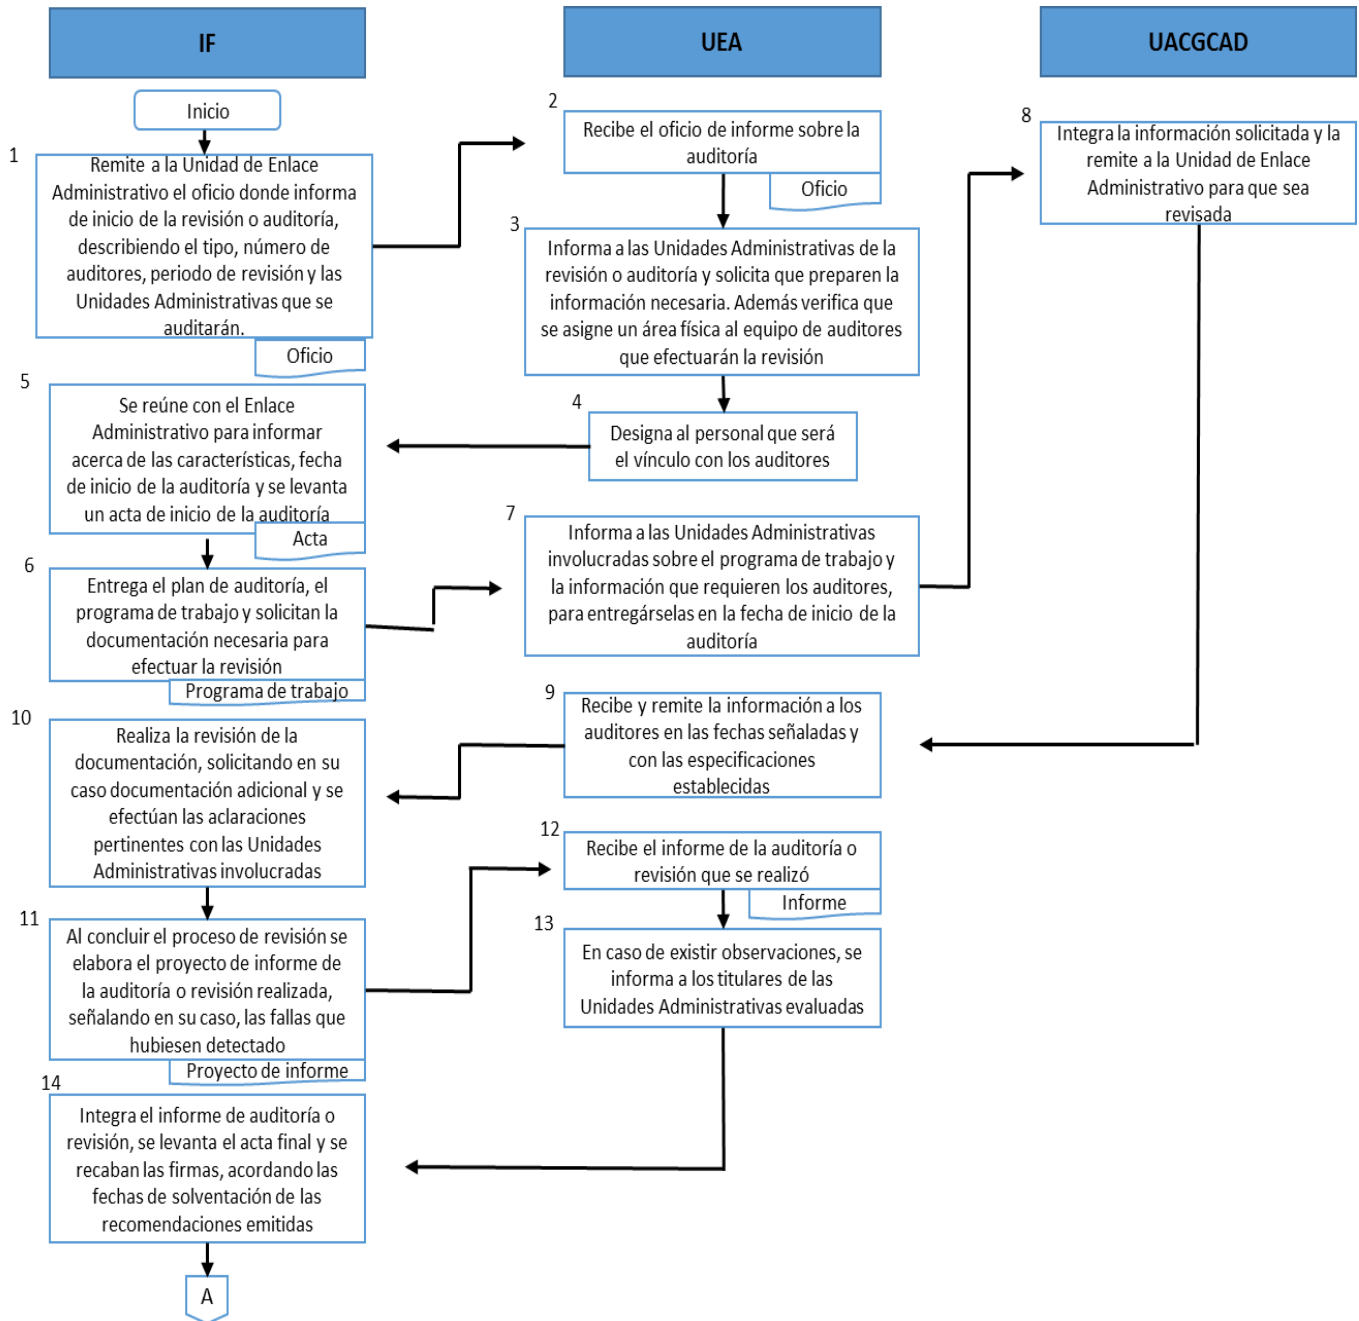 IF
UEA
UACGCAD
Inicio
1
Remite a la Unidad de Enlace
Administrativo el oficio donde informa
de inicio de la revisión o auditoría,
describiendo el tipo, número de
auditores, periodo de revisión y las
Unidades Administrativas que se
auditarán.
Oficio
2
Recibe el oficio de informe sobre la
auditoría
Oficio
3
Informa a las Unidades Administrativas de la
revisión o auditoría y solicita que preparen la
información necesaria. Además verifica que
se asigne un área física al equipo de auditores
que efectuarán la revisión
4
Designa al personal que será
el vínculo con los auditores
5
Se reúne con el Enlace
Administrativo para informar
acerca de las características, fecha
de inicio de la auditoría y se levanta
un acta de inicio de la auditoría
Acta
6
Entrega el plan de auditoría, el
programa de trabajo y solicitan la
documentación necesaria para
efectuar la revisión
Programa de trabajo
7
Informa a las Unidades Administrativas
involucradas sobre el programa de trabajo y
la información que requieren los auditores,
para entregárselas en la fecha de inicio de la
auditoría
8
Integra la información solicitada y la
remite a la Unidad de Enlace
Administrativo para que sea
revisada
9
Recibe y remite la información a los
auditores en las fechas señaladas y
con las especificaciones
establecidas
10
Realiza la revisión de la
documentación, solicitando en su
caso documentación adicional y se
efectúan las aclaraciones
pertinentes con las Unidades
Administrativas involucradas
11
Al concluir el proceso de revisión se
elabora el proyecto de informe de
la auditoría o revisión realizada,
señalando en su caso, las fallas que
hubiesen detectado
Proyecto de informe
12
Recibe el informe de la auditoría o
revisión que se realizó
Informe
13
En caso de existir observaciones, se
informa a los titulares de las
Unidades Administrativas evaluadas
14
Integra el informe de auditoría o
revisión, se levanta el acta final y se
recaban las firmas, acordando las
fechas de solventación de las
recomendaciones emitidas
A